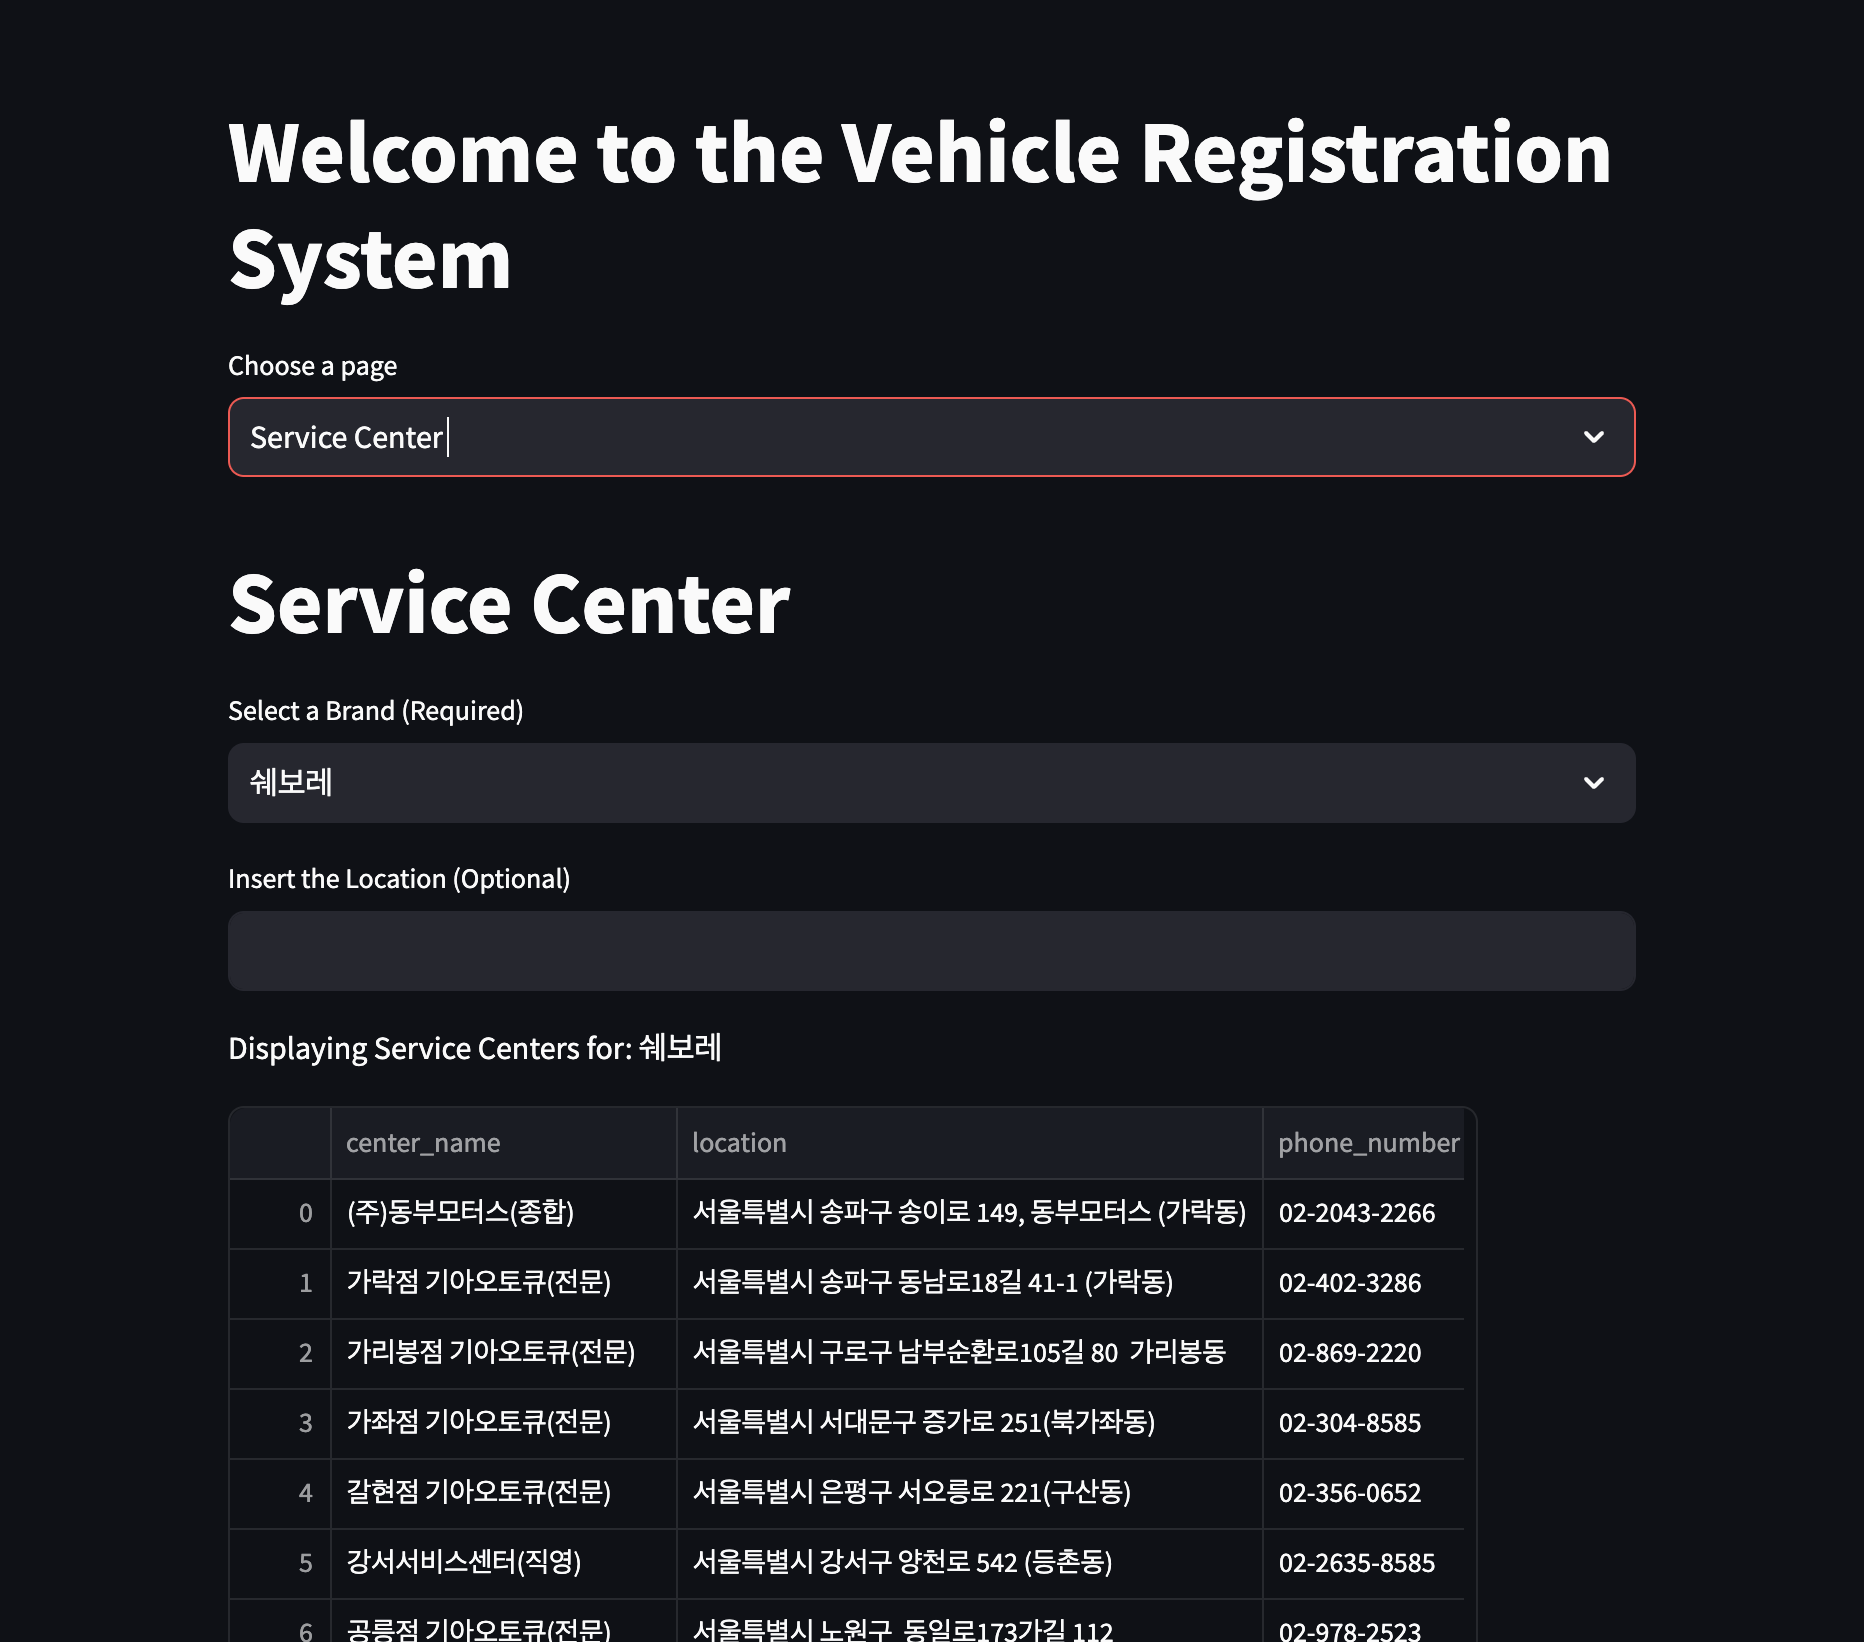 Welcome to the Vehicle Registration
System
Choose a page
Service Center
Service Center
Select a Brand (Required)
쉐보레
Insert the Location (Optional)
Displaying Service Centers for: 쉐보레
center_name location phone_number
0 (주)동부모터스(종합) 서울특별시 송파구 송이로 149, 동부모터스 (가락동) 02-2043-2266
1 가락점 기아오토큐(전문) 서울특별시 송파구 동남로18길 41-1 (가락동) 02-402-3286
2 가리봉점 기아오토큐(전문) 서울특별시 구로구 남부순환로105길 80  가리봉동 02-869-2220
3 가좌점 기아오토큐(전문) 서울특별시 서대문구 증가로 251(북가좌동) 02-304-8585
4 갈현점 기아오토큐(전문) 서울특별시 은평구 서오릉로 221(구산동) 02-356-0652
5 강서서비스센터(직영) 서울특별시 강서구 양천로 542 (등촌동) 02-2635-8585
6 공릉점 기아오토큐(전문) 서울특별시 노원구  동일로173가길 112 02-978-2523